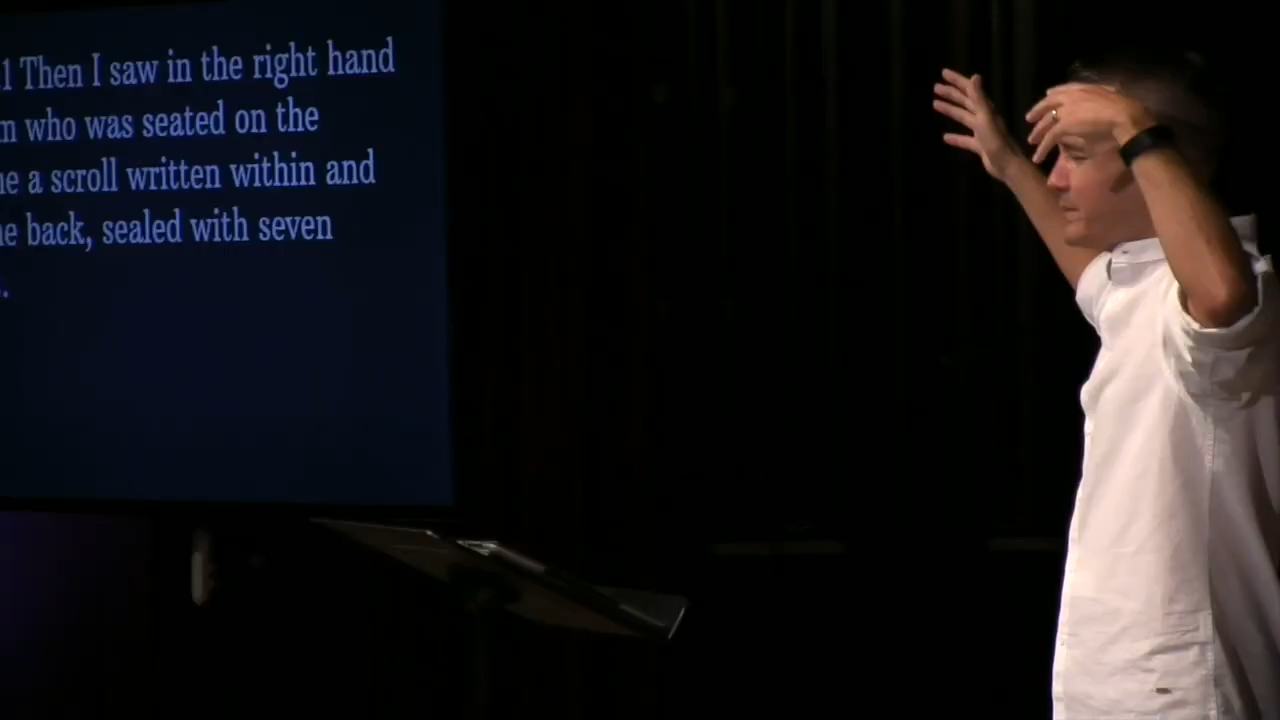 1 Then I saw in the right hand
who was seated on the
a scroll written within and
back, sealed with seven
.